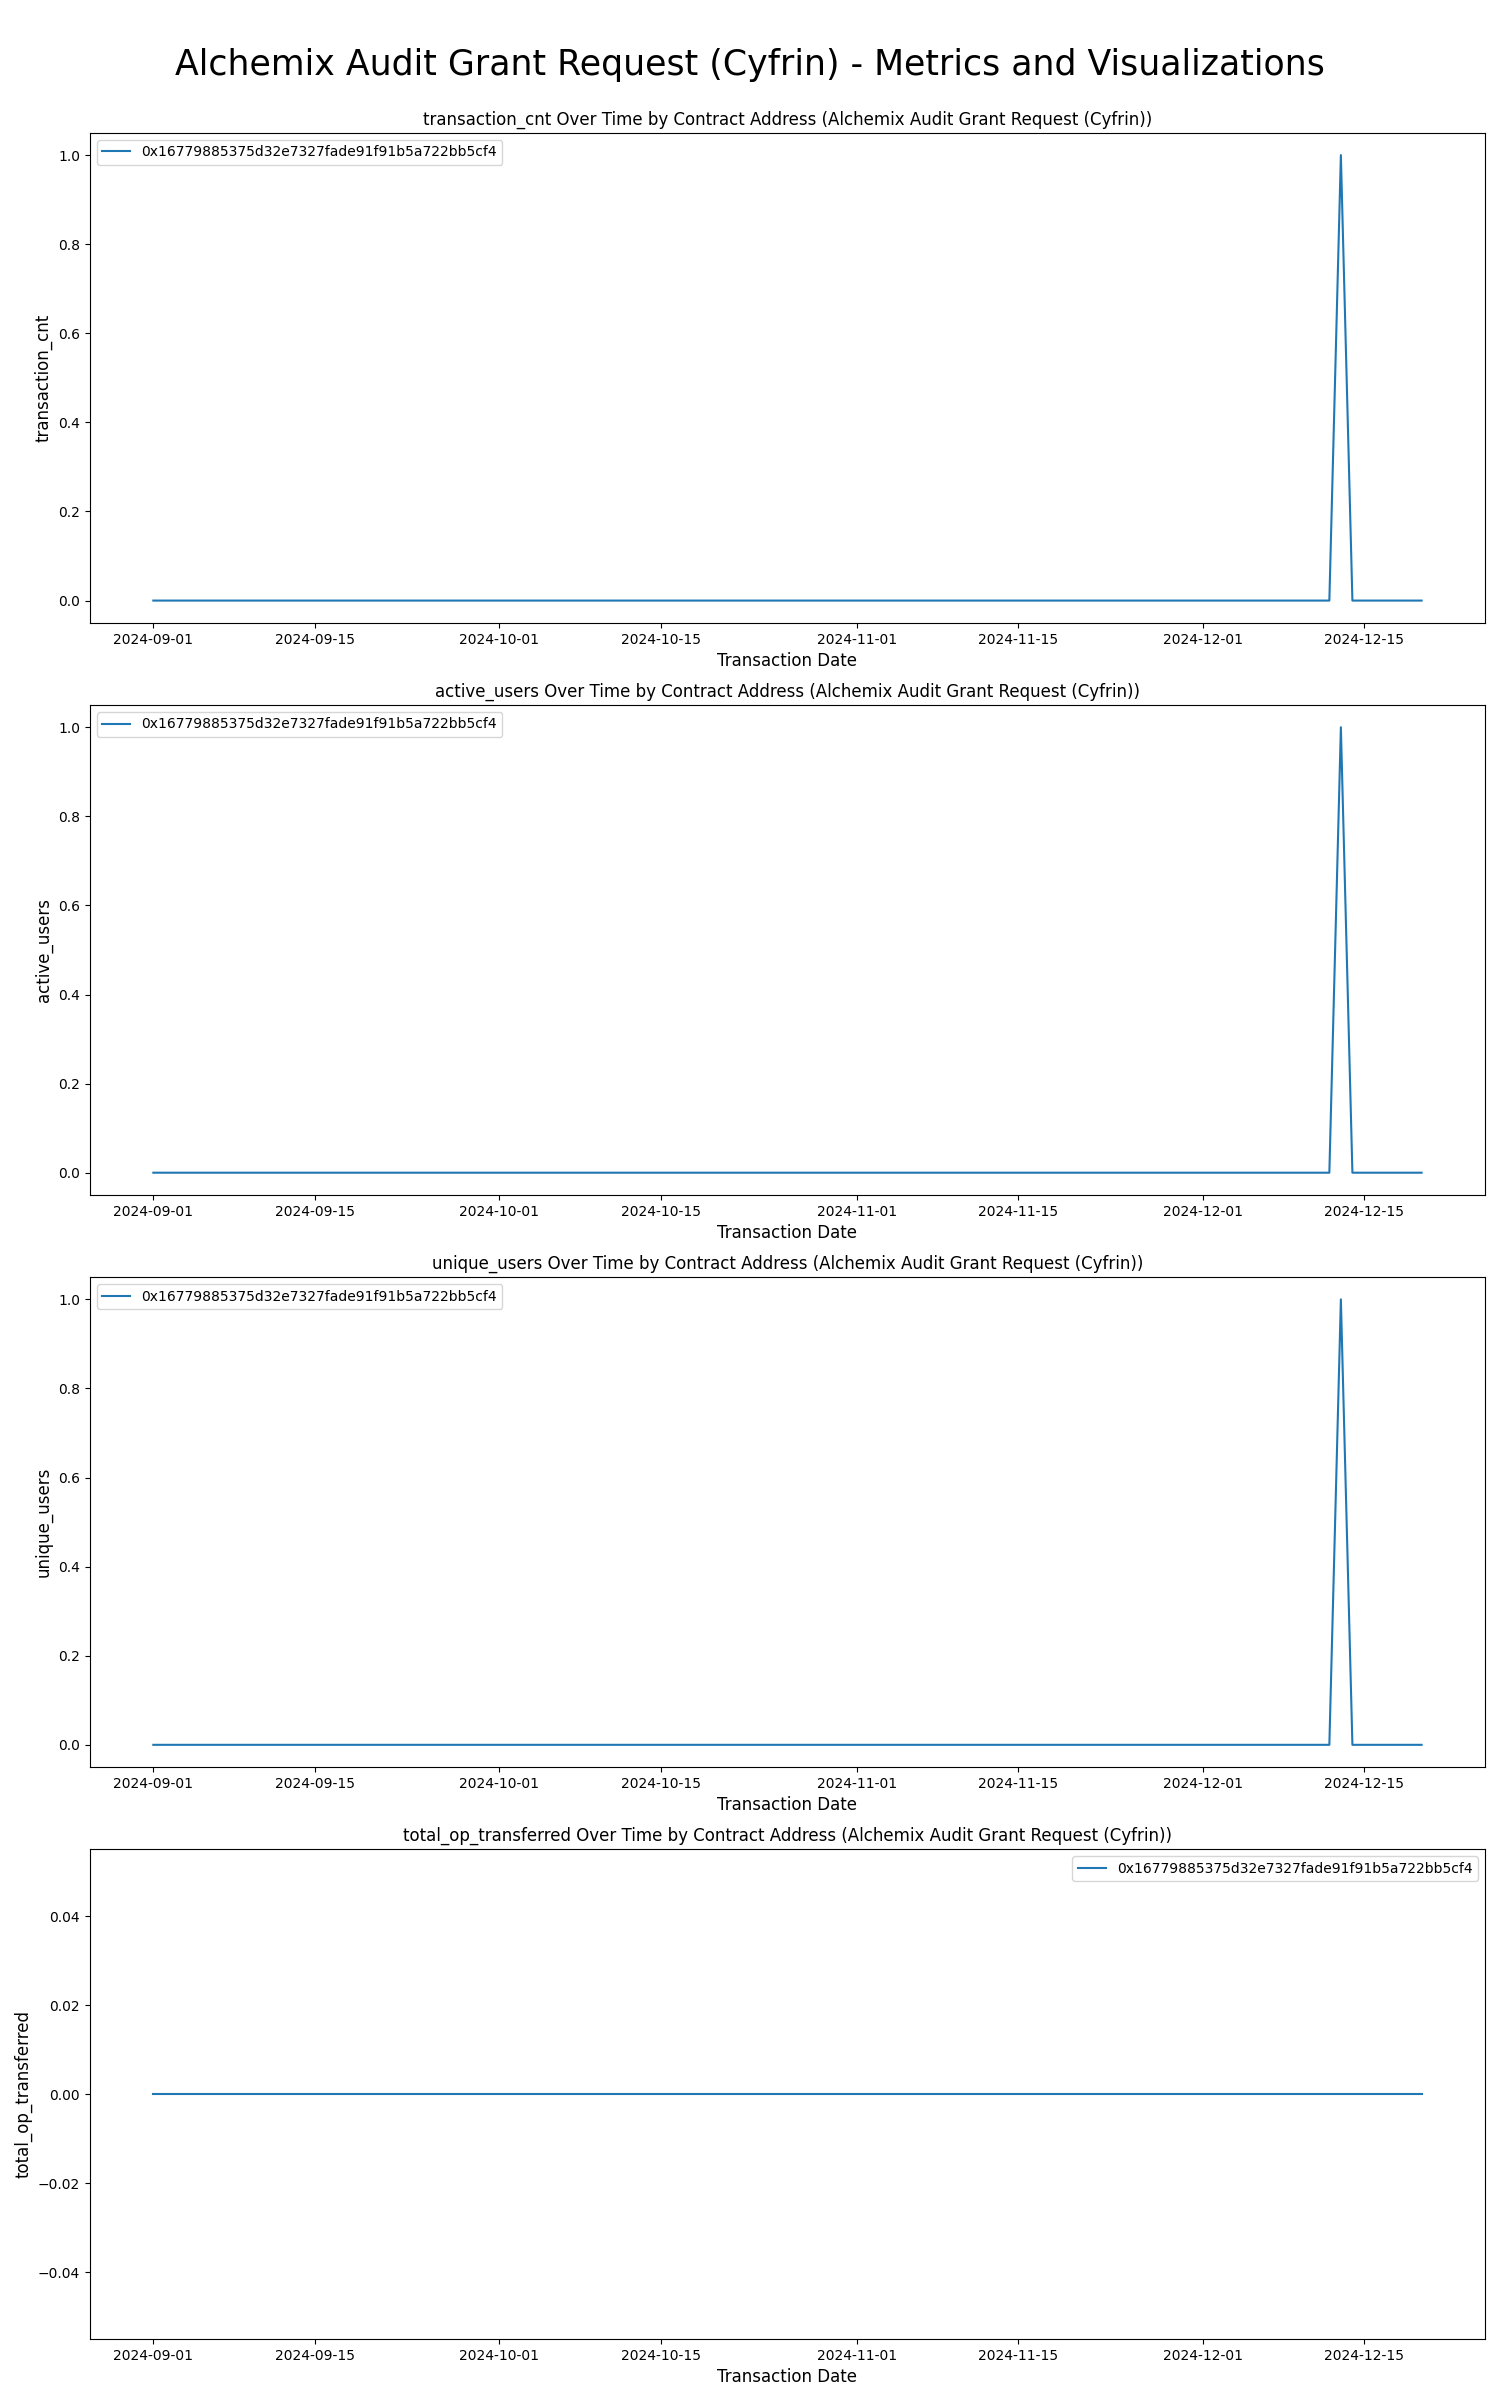 Alchemix Audit Grant Request (Cyfrin) - Metrics and Visualizations
transaction_cnt Over Time by Contract Address (Alchemix Audit Grant Request (Cyfrin))
0x16779885375d32e7327fade91f91b5a722bb5cf4
1.0
0.8
0.6
0.4
0.2
0.0
transaction_cnt
2024-09-01 2024-09-15 2024-10-01 2024-10-15 2024-11-01 2024-11-15 2024-12-01 2024-12-15
Transaction Date
active_users Over Time by Contract Address (Alchemix Audit Grant Request (Cyfrin))
0x16779885375d32e7327fade91f91b5a722bb5cf4
1.0
0.8
0.6
0.4
0.2
0.0
active_users
2024-09-01 2024-09-15 2024-10-01 2024-10-15 2024-11-01 2024-11-15 2024-12-01 2024-12-15
Transaction Date
unique_users Over Time by Contract Address (Alchemix Audit Grant Request (Cyfrin))
0x16779885375d32e7327fade91f91b5a722bb5cf4
1.0
0.8
0.6
0.4
0.2
0.0
unique_users
2024-09-01 2024-09-15 2024-10-01 2024-10-15 2024-11-01 2024-11-15 2024-12-01 2024-12-15
Transaction Date
total_op_transferred Over Time by Contract Address (Alchemix Audit Grant Request (Cyfrin))
0x16779885375d32e7327fade91f91b5a722bb5cf4
0.04
0.02
0.00
−0.02
−0.04
total_op_transferred
2024-09-01 2024-09-15 2024-10-01 2024-10-15 2024-11-01 2024-11-15 2024-12-01 2024-12-15
Transaction Date